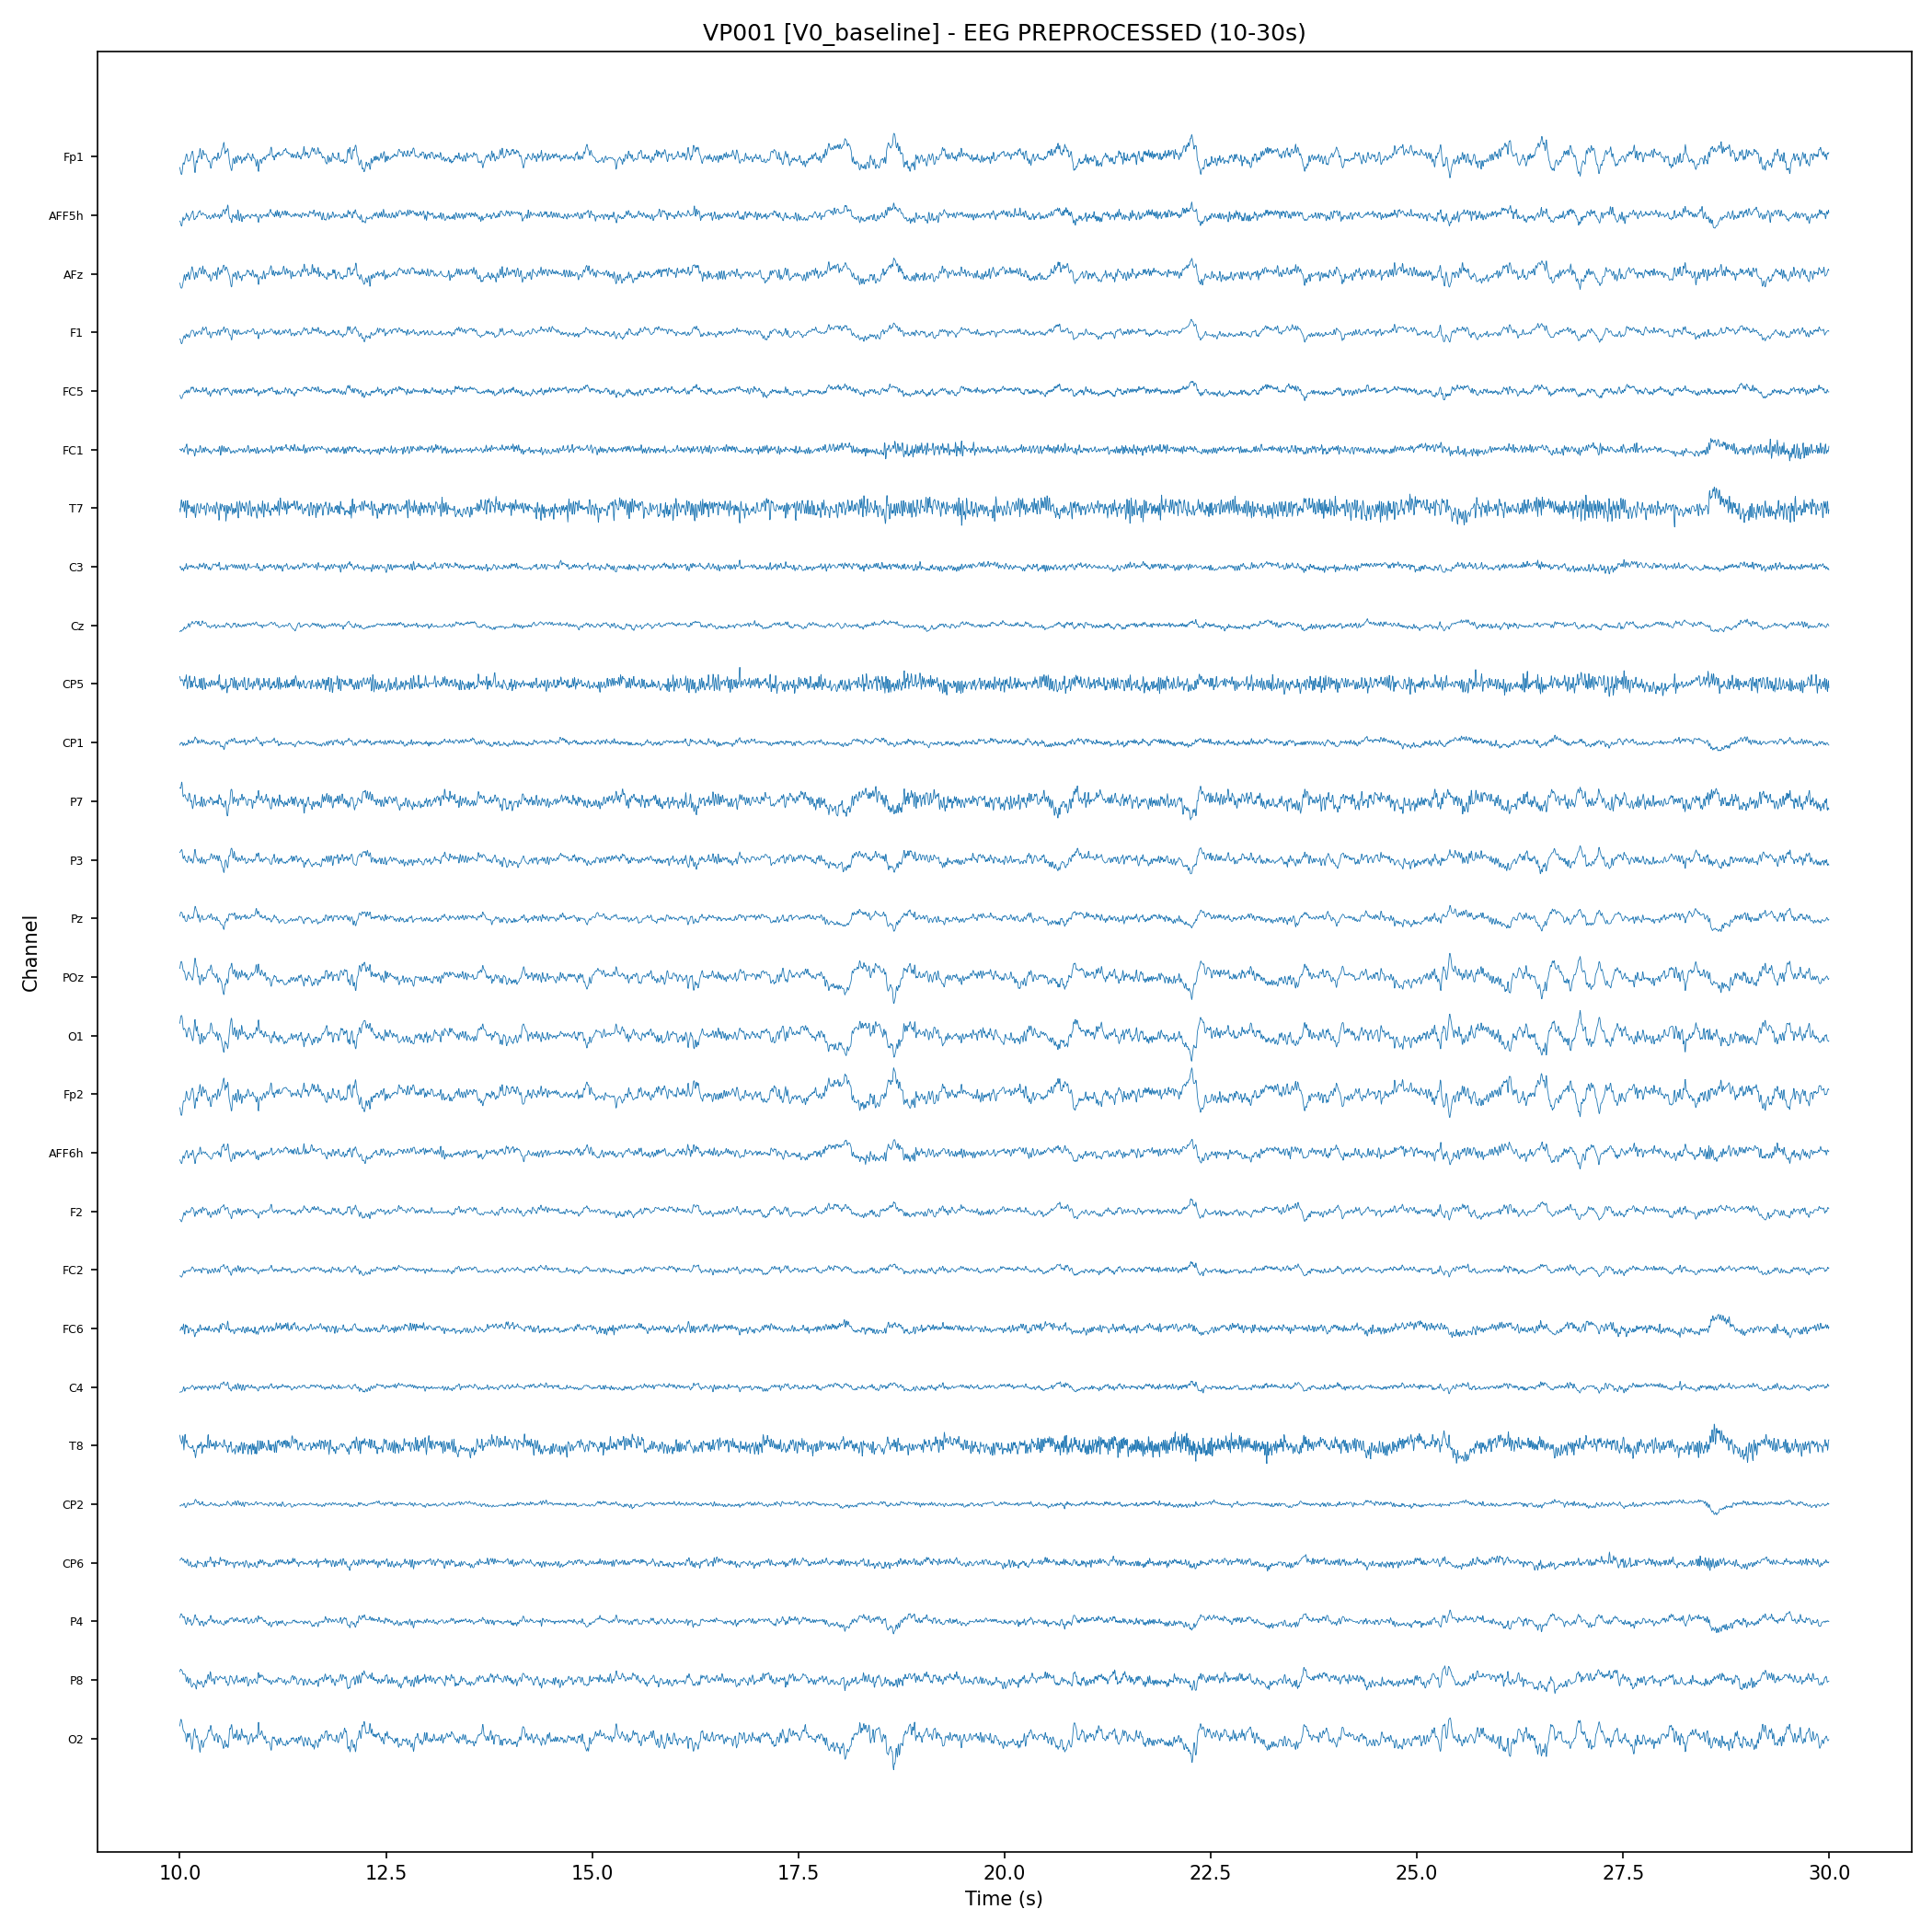 VP001 [V0_baseline] - EEG PREPROCESSED (10-30s)
Channel
Fp1
AFF5h
AFz
F1
FC5
FC1
T7
C3
Cz
CP5
CP1
P7
P3
Pz
POz
O1
Fp2
AFF6h
F2
FC2
FC6
C4
T8
CP2
CP6
P4
P8
O2
10.0 12.5 15.0 17.5 20.0 22.5 25.0 27.5 30.0
Time (s)